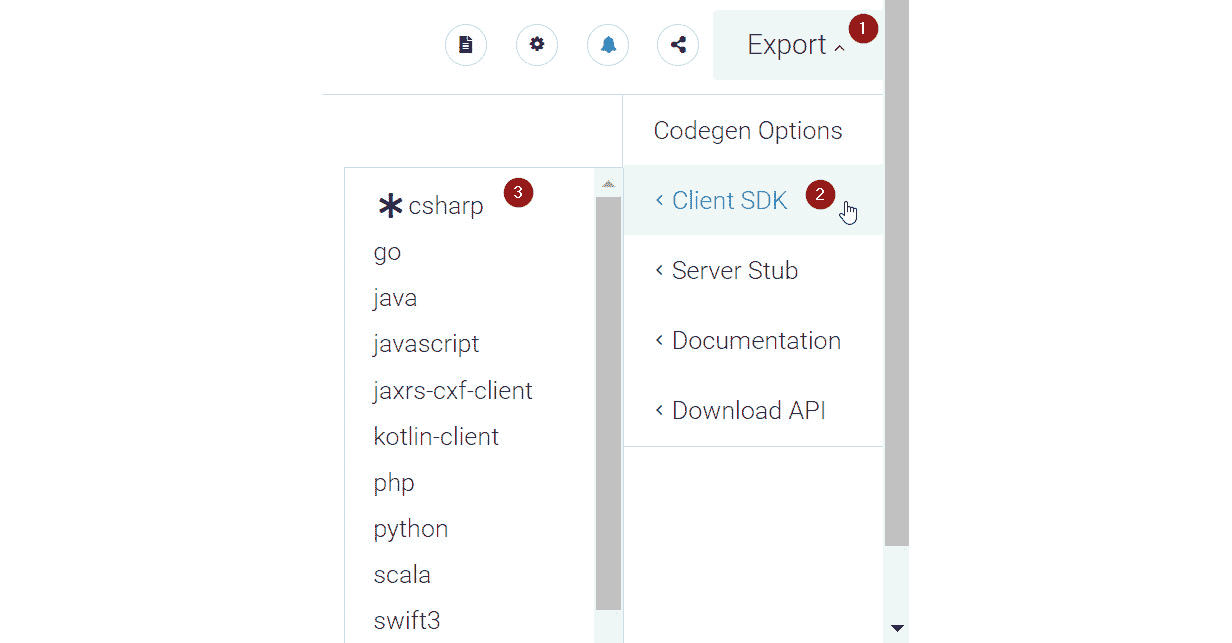 Export 1
Codegen Options
Client SDK 2
Server Stub
Documentation
Download API
csharp 3
go
java
javascript
jaxrs-cxf-client
kotlin-client
php
python
scala
swift3